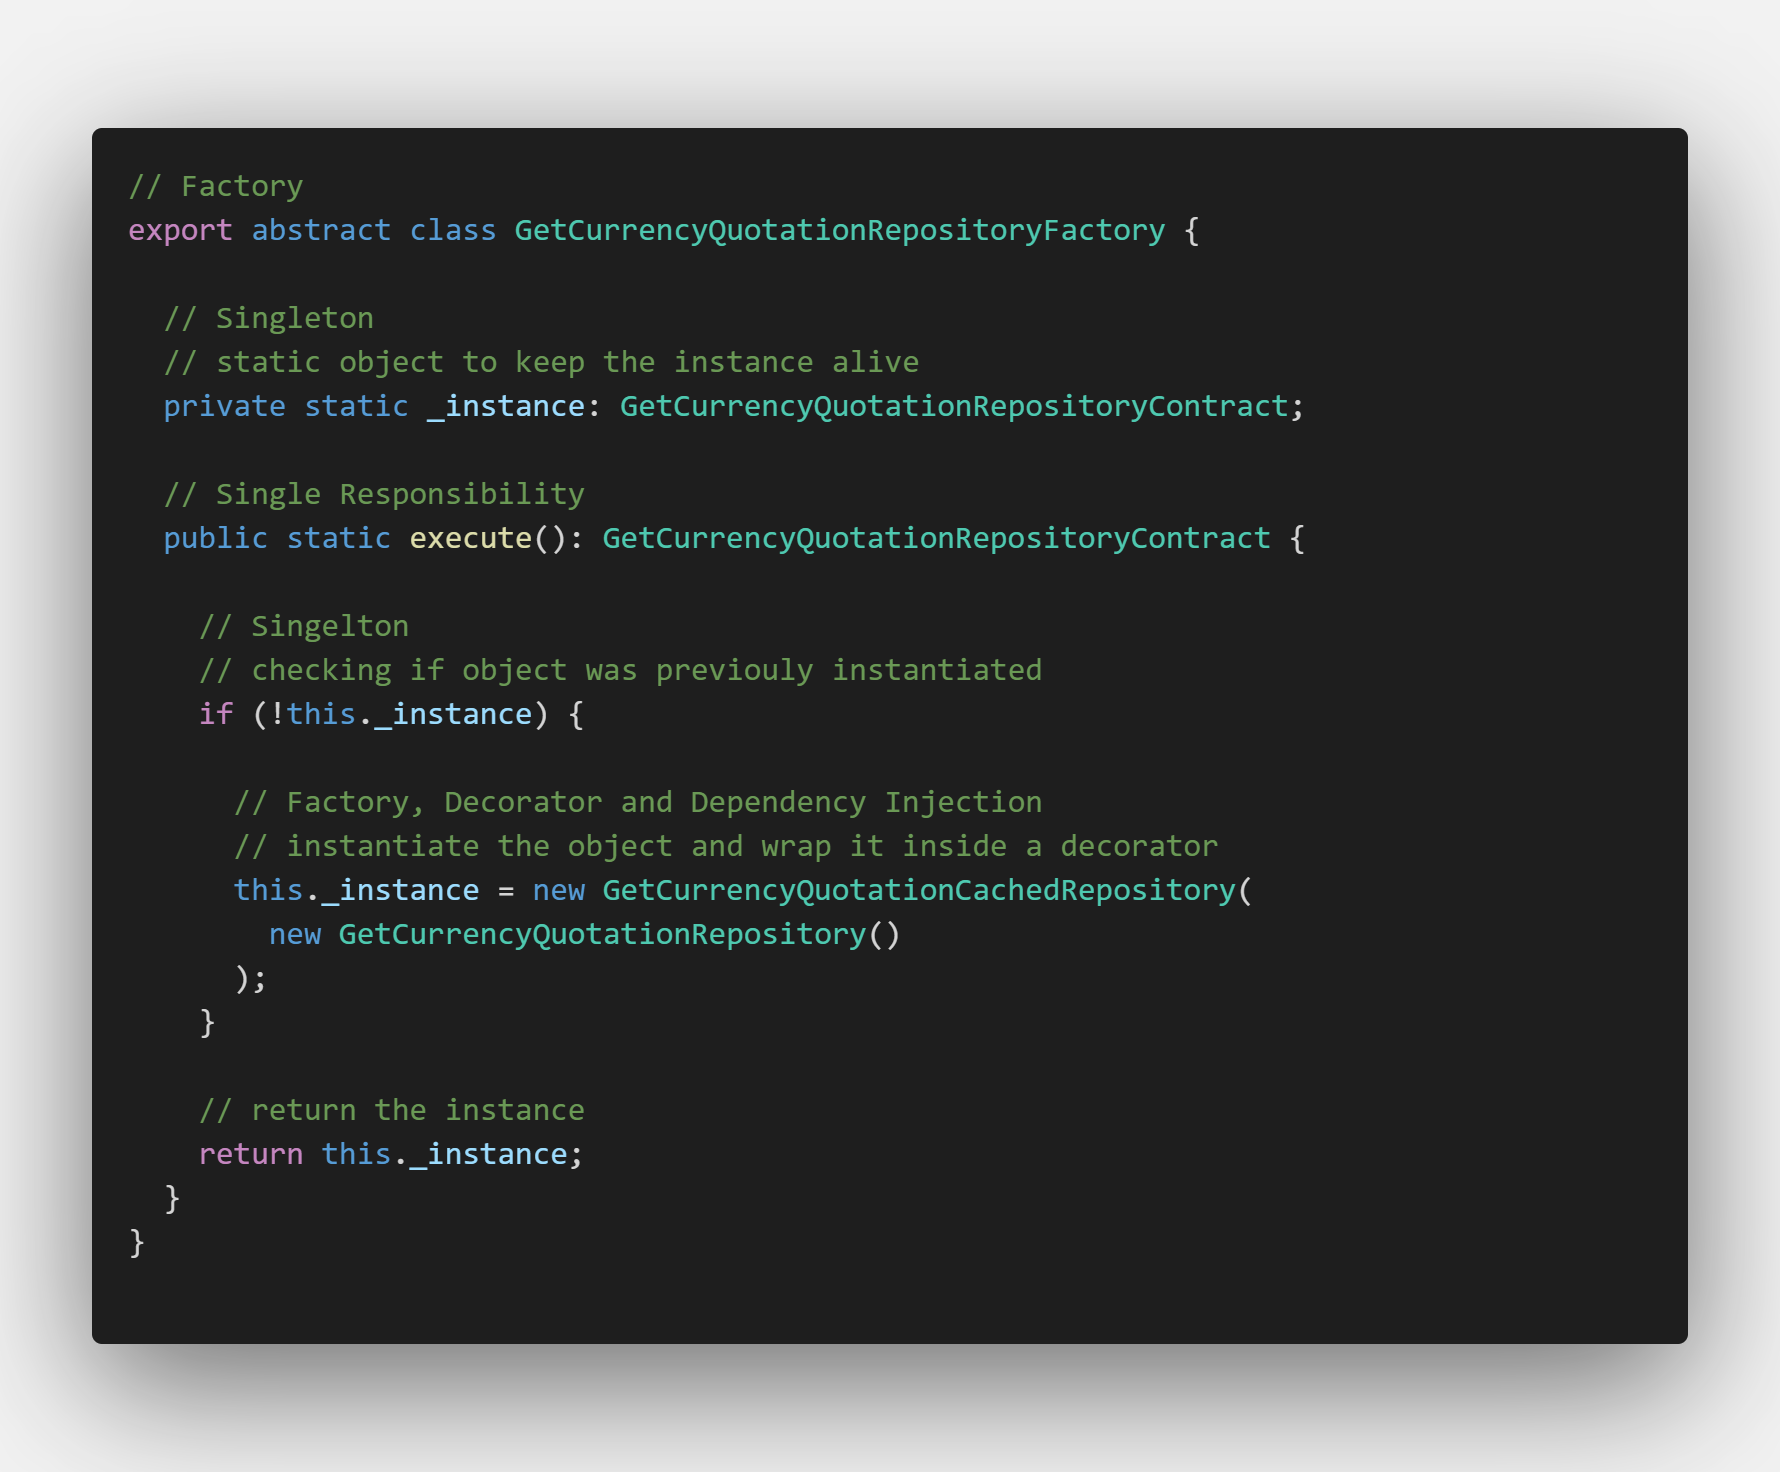 // Factory
export abstract class GetCurrencyQuotationRepositoryFactory {
// Singleton
// static object to keep the instance alive
private static _instance: GetCurrencyQuotationRepositoryContract;
// Single Responsibility
public static execute(): GetCurrencyQuotationRepositoryContract {
// Singelton
// checking if object was previouly instantiated
if (!this._instance) {
// Factory, Decorator and Dependency Injection
// instantiate the object and wrap it inside a decorator
this._instance = new GetCurrencyQuotationCachedRepository(
new GetCurrencyQuotationRepository()
);
}
// return the instance
return this._instance;
}
}